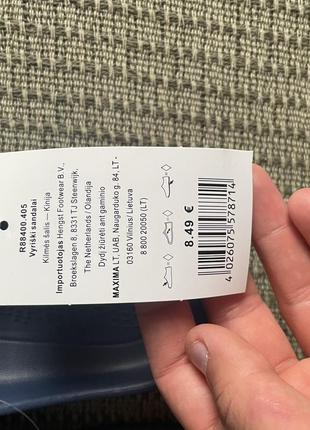 R88400.405
Vyriški sandalai
Kilmės šalis — Kinija
Importuotojas Hengst Footwear B.V.,
Broekslagen 8, 8331 TJ Steenwijk,
The Netherlands / Olandija
Dydį žiūrėti ant gaminio
MAXIMA LT, UAB, Naugarduko g. 84, LT -
03160 Vilnius/ Lietuva
8 800 20050 (LT)
8.49 €
4 026075 578714